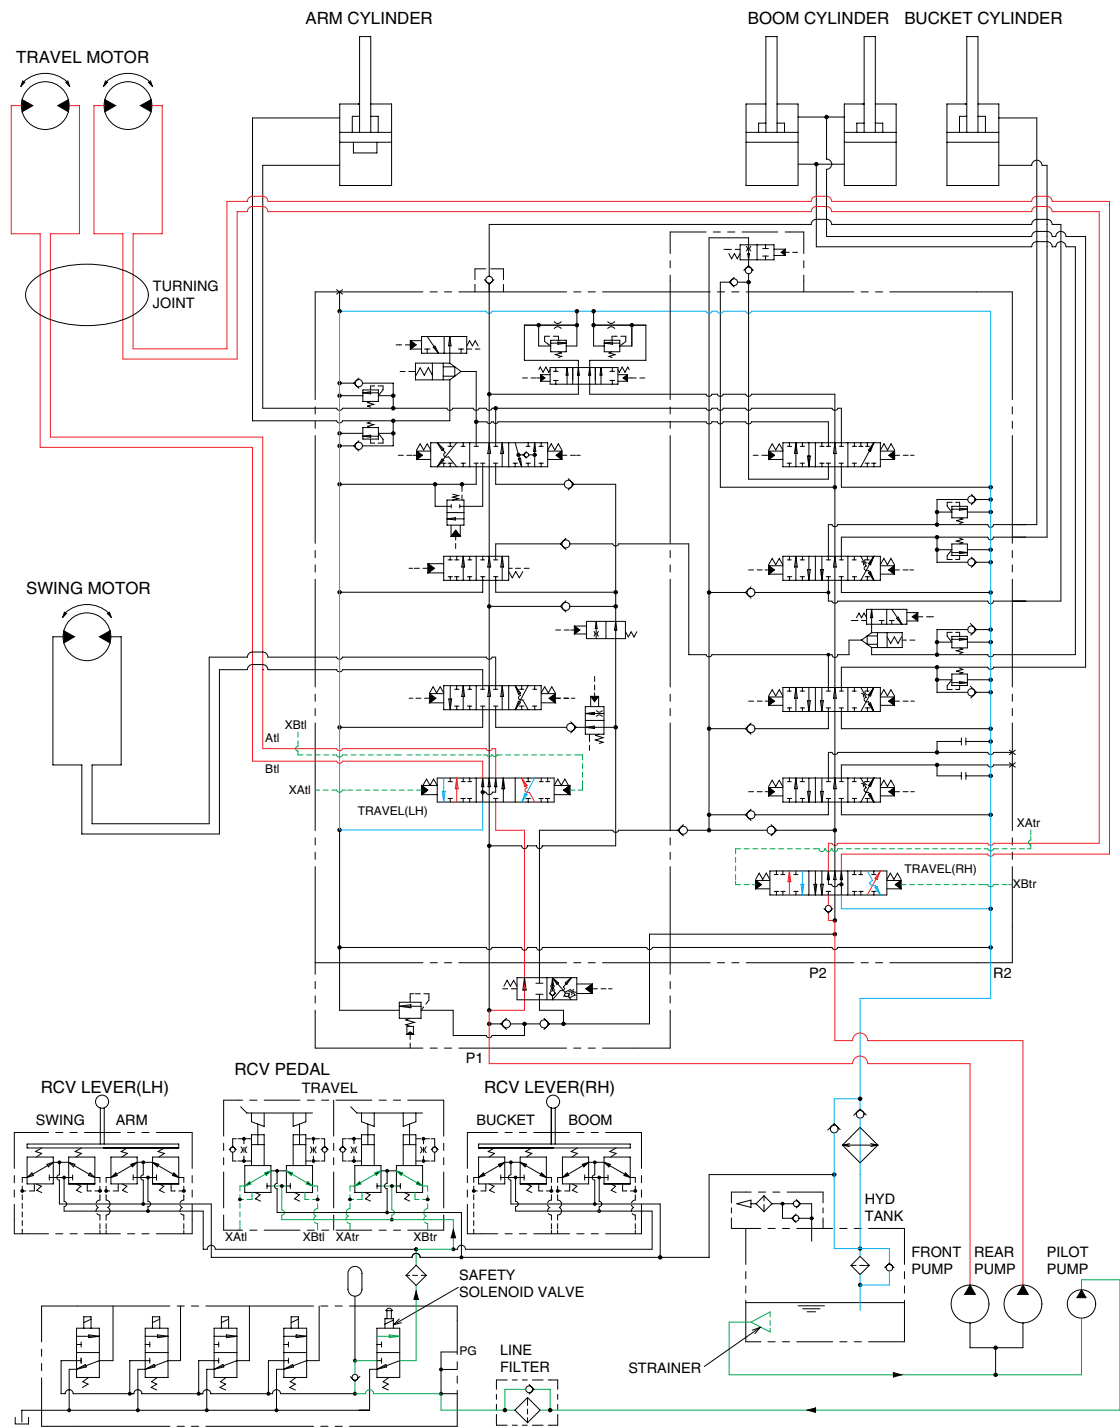 ARM CYLINDER
BOOM CYLINDER
BUCKET CYLINDER
TRAVEL MOTOR
TURNING
JOINT
SWING MOTOR
XBtl
Atl
Btl
XAtl
TRAVEL(LH)
XAtr
TRAVEL(RH)
XBtr
P2
R2
P1
RCV LEVER(LH)
SWING
ARM
RCV PEDAL
TRAVEL
RCV LEVER(RH)
BUCKET
BOOM
XAtl
XBtl
XAtr
XBtr
HYD
TANK
FRONT
PUMP
REAR
PUMP
PILOT
PUMP
SAFETY
SOLENOID VALVE
PG
LINE
FILTER
STRAINER